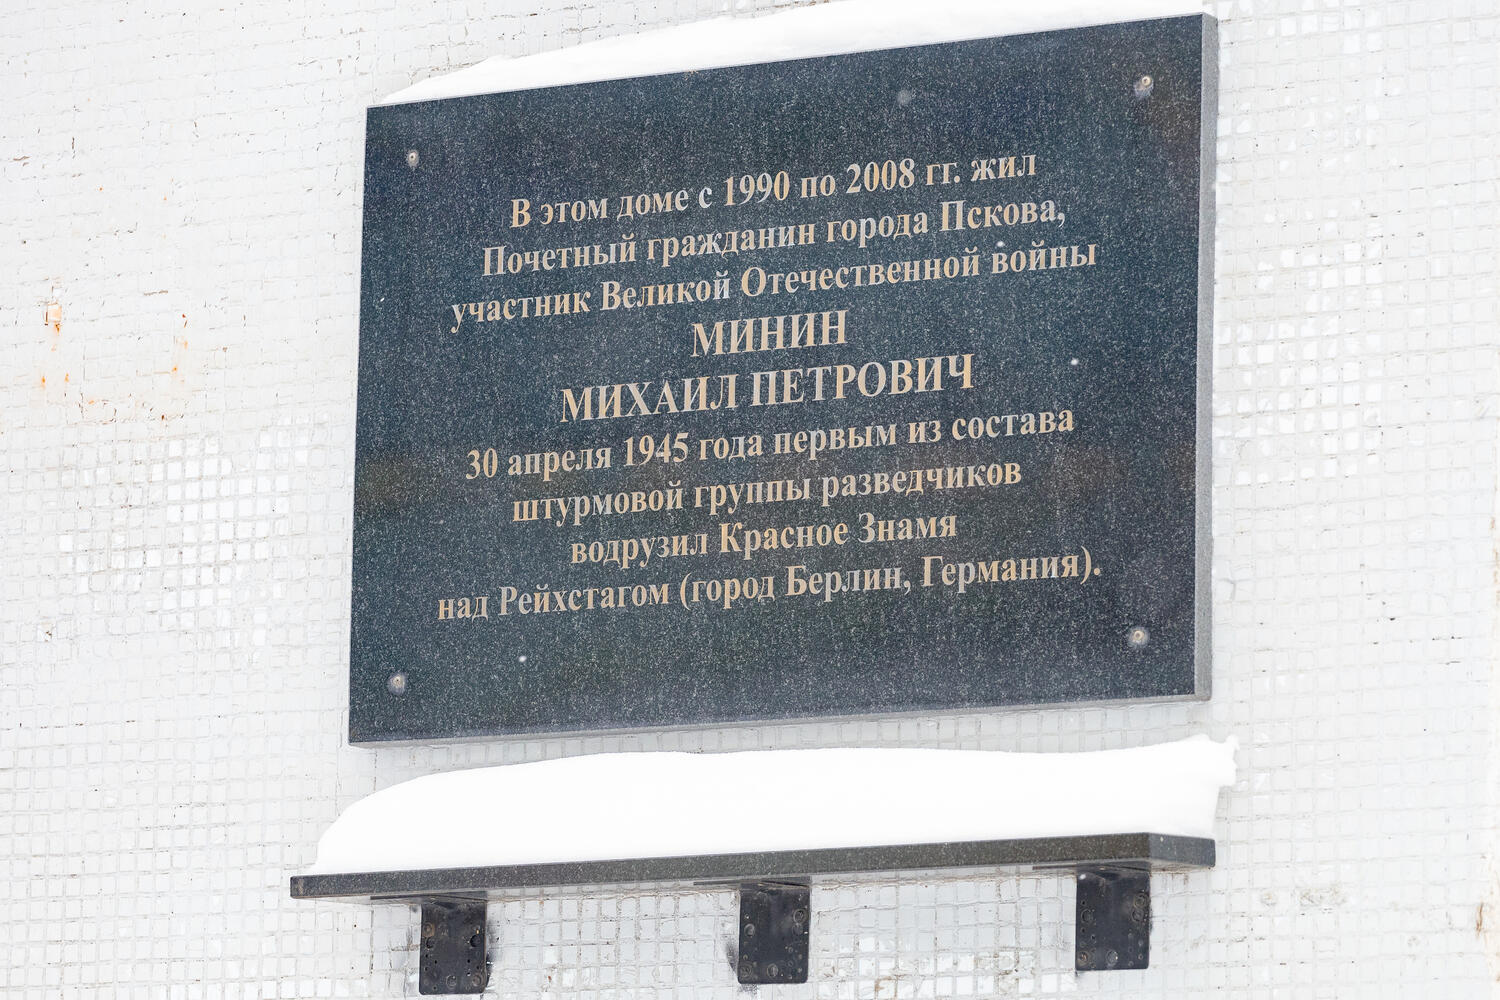 В этом доме с 1990 по 2008 гг. жил
Почетный гражданин города Пскова,
участник Великой Отечественной войны
МИНИН
МИХАИЛ ПЕТРОВИЧ
30 апреля 1945 года первым из состава
штурмовой группы разведчиков
водрузил Красное Знамя
над Рейхстагом (город Берлин, Германия).